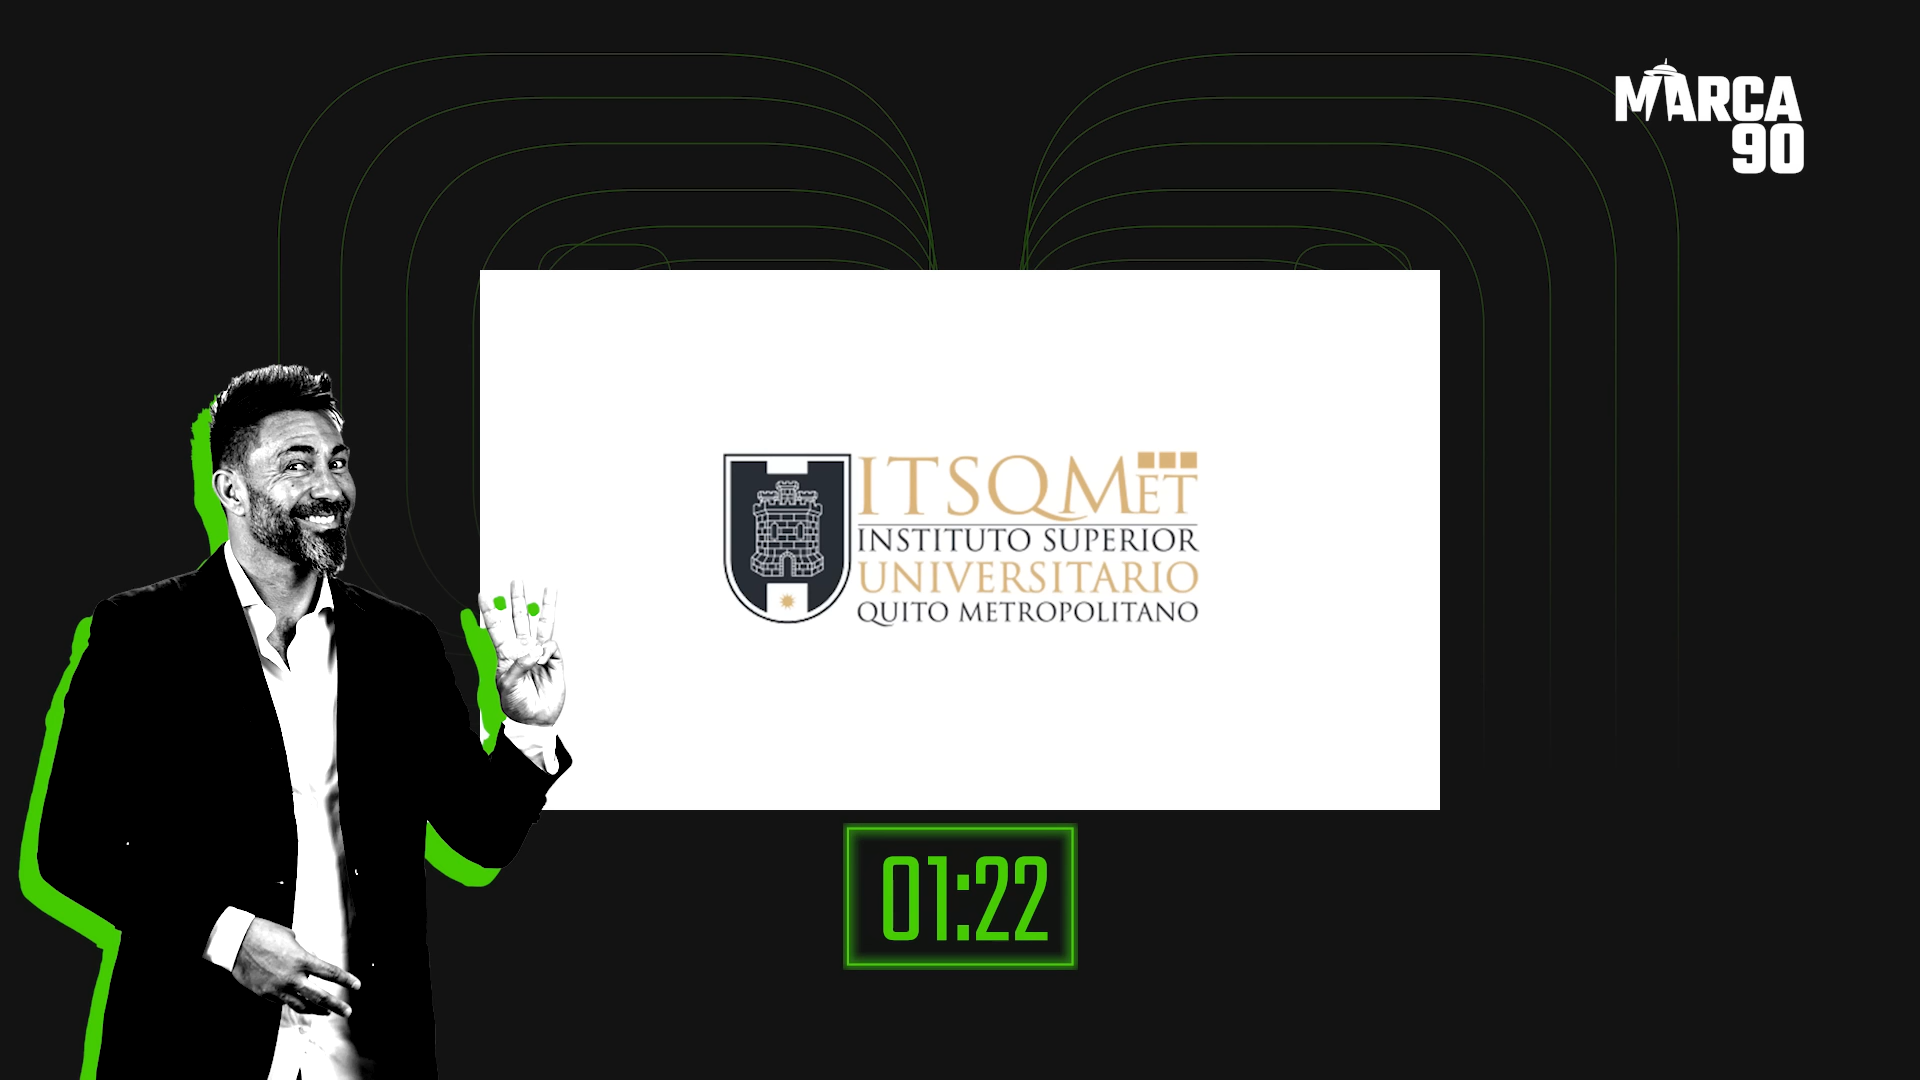 MARCA
90
ITSQMET
INSTITUTO SUPERIOR
UNIVERSITARIO
QUITO METROPOLITANO
01:22